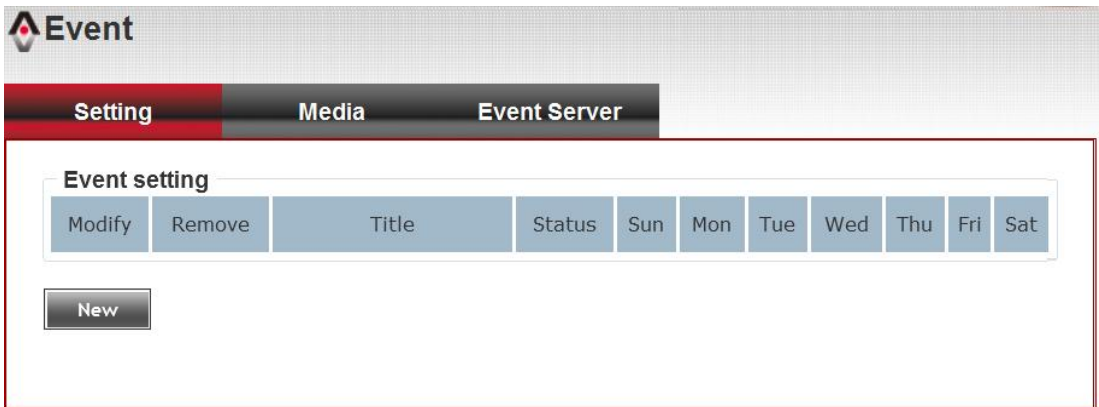 Event
Setting Media Event Server
Event setting
Modify Remove Title Status Sun Mon Tue Wed Thu Fri Sat
New